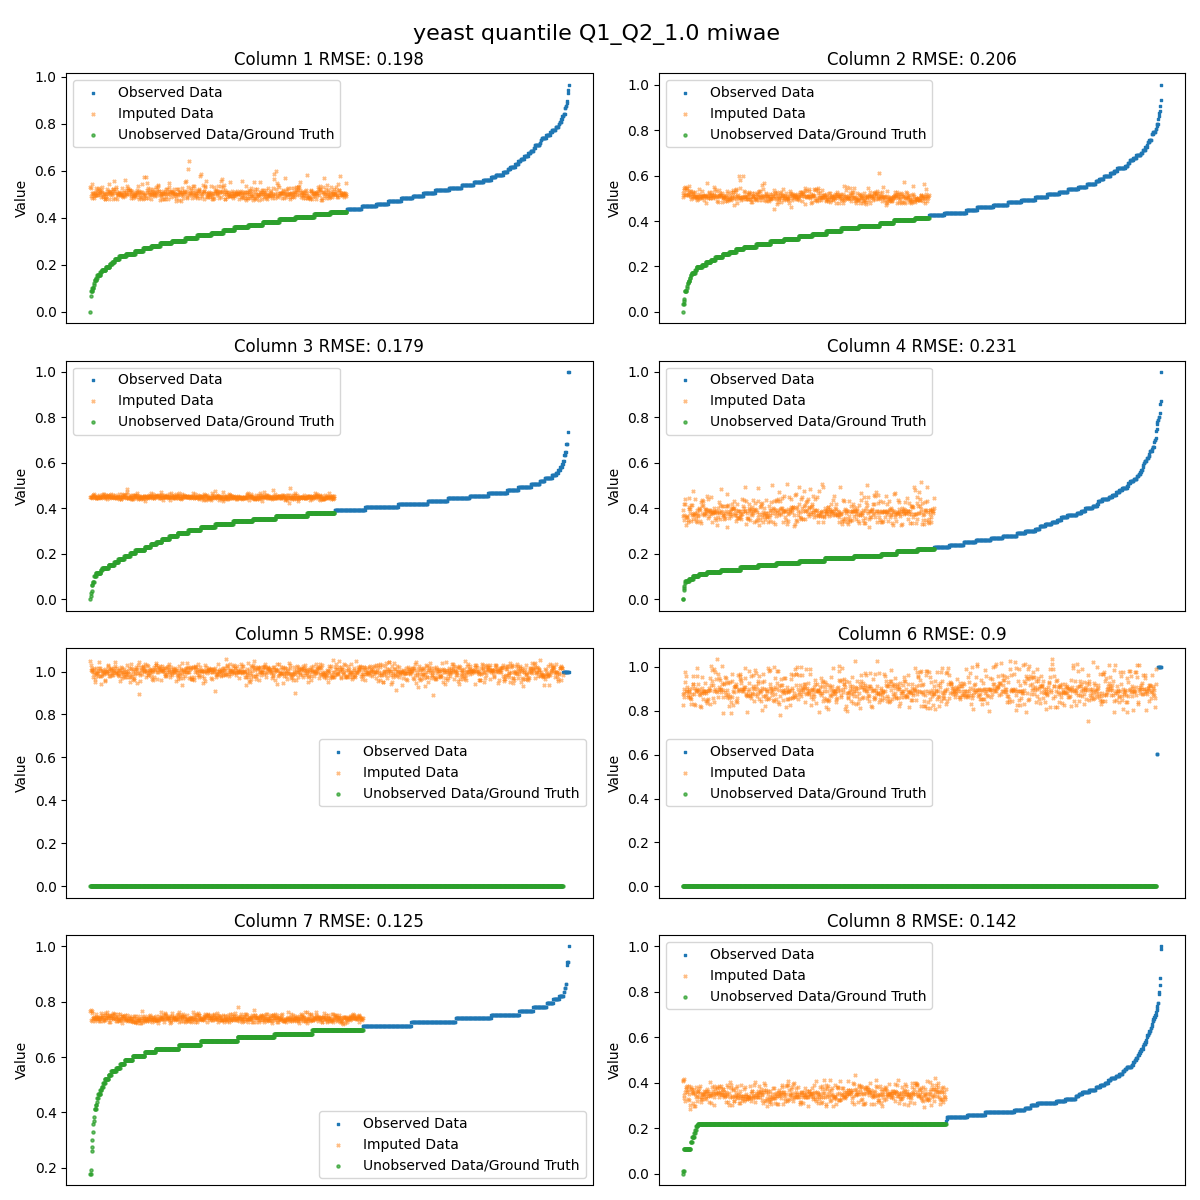 yeast quantile Q1_Q2_1.0 miwae
Column 1 RMSE: 0.198
Value
1.0
0.8
0.6
0.4
0.2
0.0
Observed Data
Imputed Data
Unobserved Data/Ground Truth
Column 2 RMSE: 0.206
Value
1.0
0.8
0.6
0.4
0.2
0.0
Observed Data
Imputed Data
Unobserved Data/Ground Truth
Column 3 RMSE: 0.179
Value
1.0
0.8
0.6
0.4
0.2
0.0
Observed Data
Imputed Data
Unobserved Data/Ground Truth
Column 4 RMSE: 0.231
Value
1.0
0.8
0.6
0.4
0.2
0.0
Observed Data
Imputed Data
Unobserved Data/Ground Truth
Column 5 RMSE: 0.998
Value
1.0
0.8
0.6
0.4
0.2
0.0
Observed Data
Imputed Data
Unobserved Data/Ground Truth
Column 6 RMSE: 0.9
Value
1.0
0.8
0.6
0.4
0.2
0.0
Observed Data
Imputed Data
Unobserved Data/Ground Truth
Column 7 RMSE: 0.125
Value
1.0
0.8
0.6
0.4
0.2
Observed Data
Imputed Data
Unobserved Data/Ground Truth
Column 8 RMSE: 0.142
Value
1.0
0.8
0.6
0.4
0.2
0.0
Observed Data
Imputed Data
Unobserved Data/Ground Truth